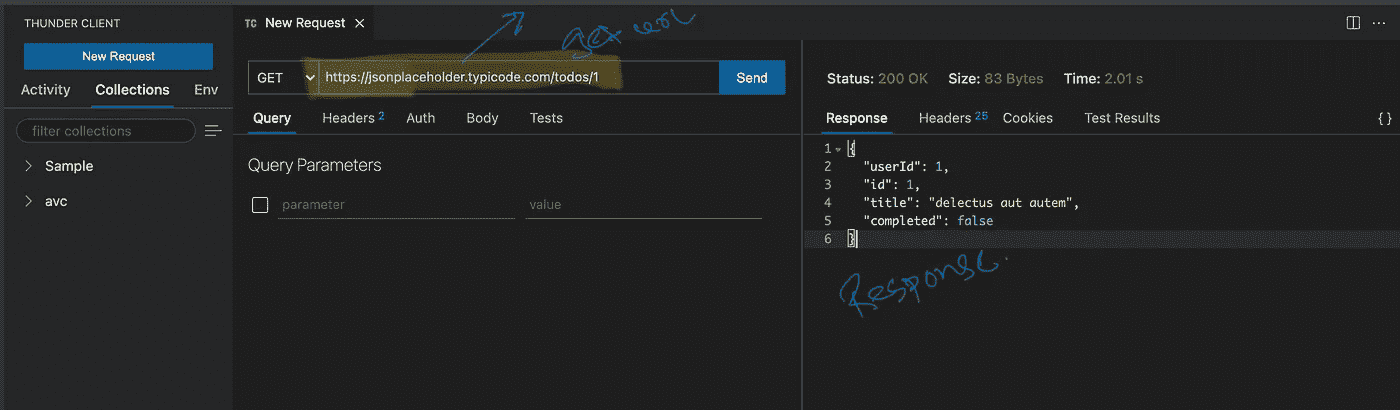 THUNDER CLIENT
New Request
Activity Collections Env
filter collections
Sample
avc
TC New Request
GET https://jsonplaceholder.typicode.com/todos/1 Send
Query Headers 2 Auth Body Tests
Query Parameters
parameter value
Status: 200 OK Size: 83 Bytes Time: 2.01 s
Response Headers 25 Cookies Test Results { }
1 {
2 "userId": 1,
3 "id": 1,
4 "title": "delectus aut autem",
5 "completed": false
6 }
Response.